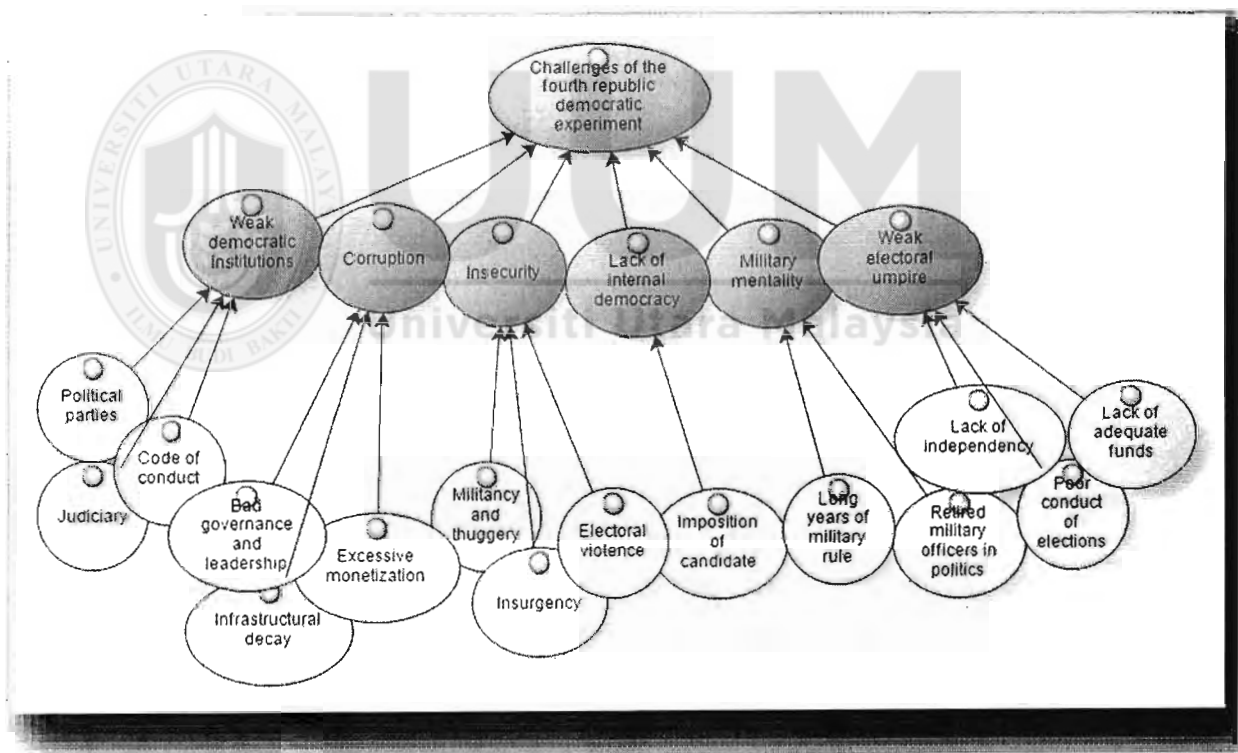 Challenges of the
fourth republic
democratic
experiment
Weak
democratic
Institutions
Corruption
Insecurity
Lack of
internal
democracy
Military
mentality
Weak
electoral
umpire
Political
parties
Judiciary
Code of
conduct
Bad
governance
and
leadership
Infrastructural
decay
Excessive
monetization
Militancy
and
thuggery
Insurgency
Electoral
violence
Imposition
of
candidate
Long
years of
military
rule
Retired
military
officers in
politics
Lack of
independency
Poor
conduct
of
elections
Lack of
adequate
funds
UUM
Universiti Utara Malaysia
UNIVERSITI UTARA MALAYSIA
ILMU BUDI BAKTI